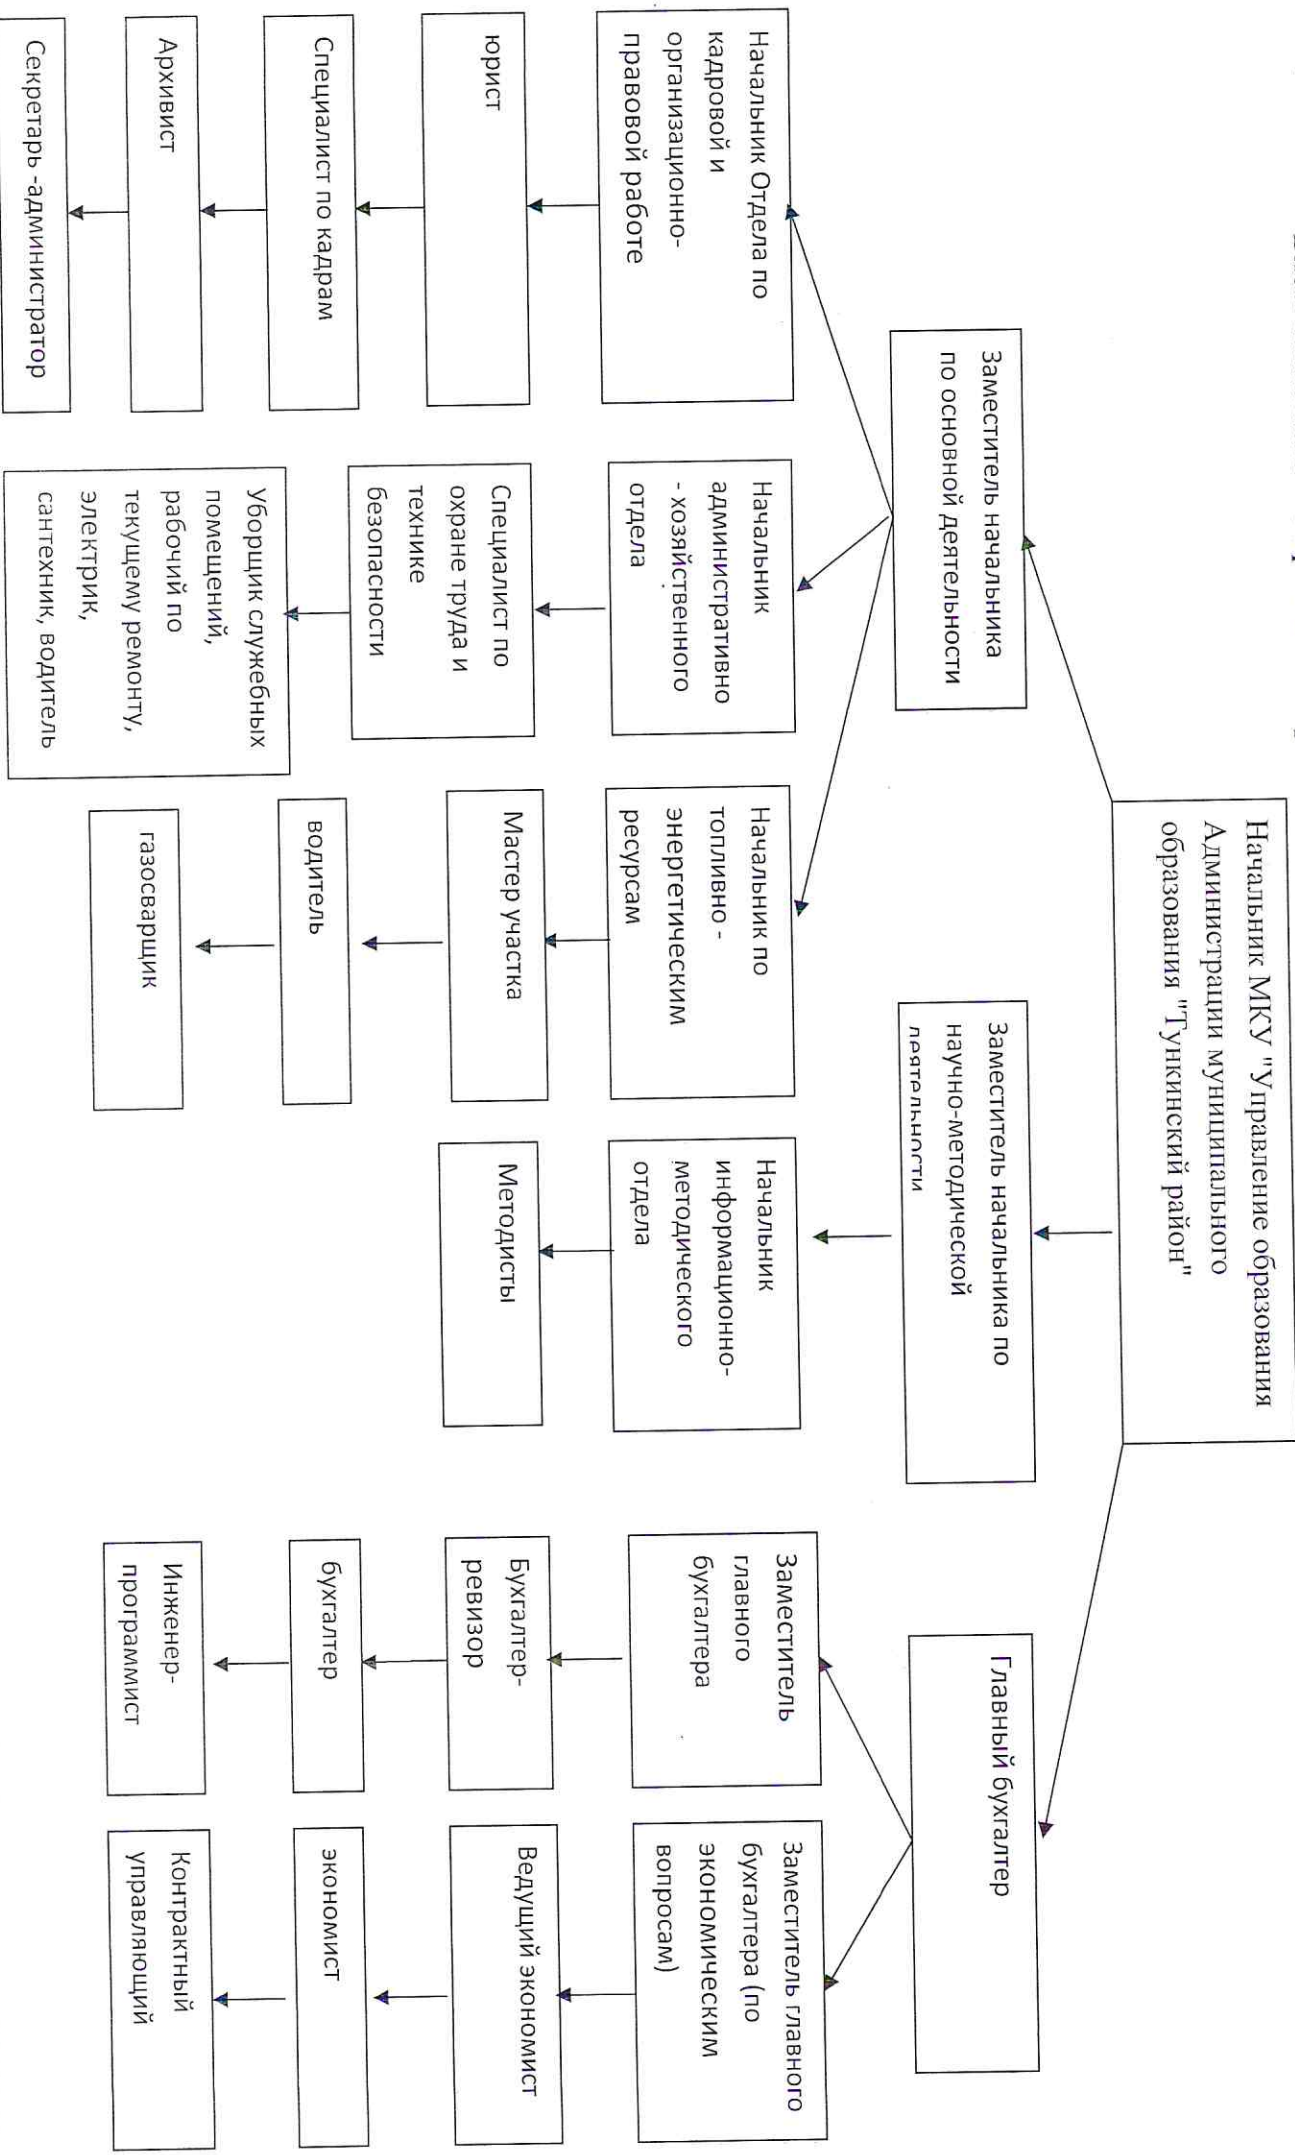 Начальник МКУ "Управление образования
Администрации муниципального
образования "Тункинский район"
Заместитель начальника
по основной деятельности
Заместитель начальника по
научно-методической
деятельности
Главный бухгалтер
Начальник Отдела по
кадровой и
организационно-
правовой работе
юрист
Специалист по кадрам
Архивист
Секретарь -администратор
Начальник
административно
- хозяйственного
отдела
Специалист по
охране труда и
технике
безопасности
Уборщик служебных
помещений,
рабочий по
текущему ремонту,
электрик,
сантехник, водитель
Начальник по
топливно -
энергетическим
ресурсам
Мастер участка
водитель
газосварщик
Начальник
информационно-
методического
отдела
Методисты
Заместитель
главного
бухгалтера
Бухгалтер-
ревизор
бухгалтер
Инженер-
программист
Заместитель главного
бухгалтера (по
экономическим
вопросам)
Ведущий экономист
экономист
Контрактный
управляющий